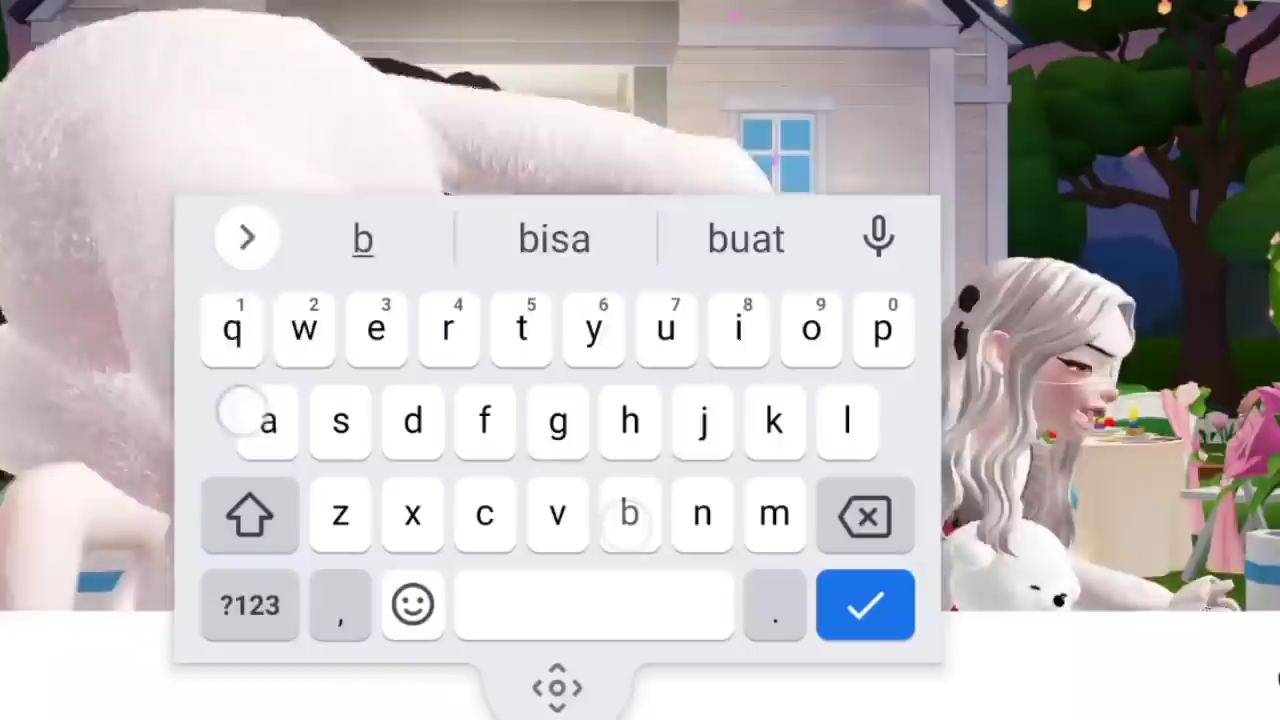 b bisa buat
1 2 3 4 5 6 7 8 9 0
q w e r t y u i o p
a s d f g h j k l
z x c v b n m
?123 , .